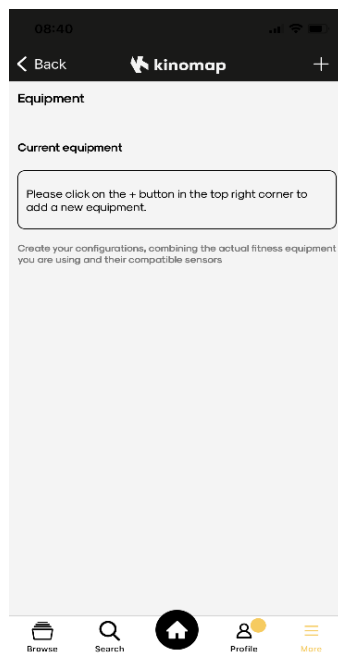 08:40
Back
kinomap
+
Equipment
Current equipment
Please click on the + button in the top right corner to
add a new equipment.
Create your configurations, combining the actual fitness equipment
you are using and their compatible sensors
Browse
Search
Profile
More